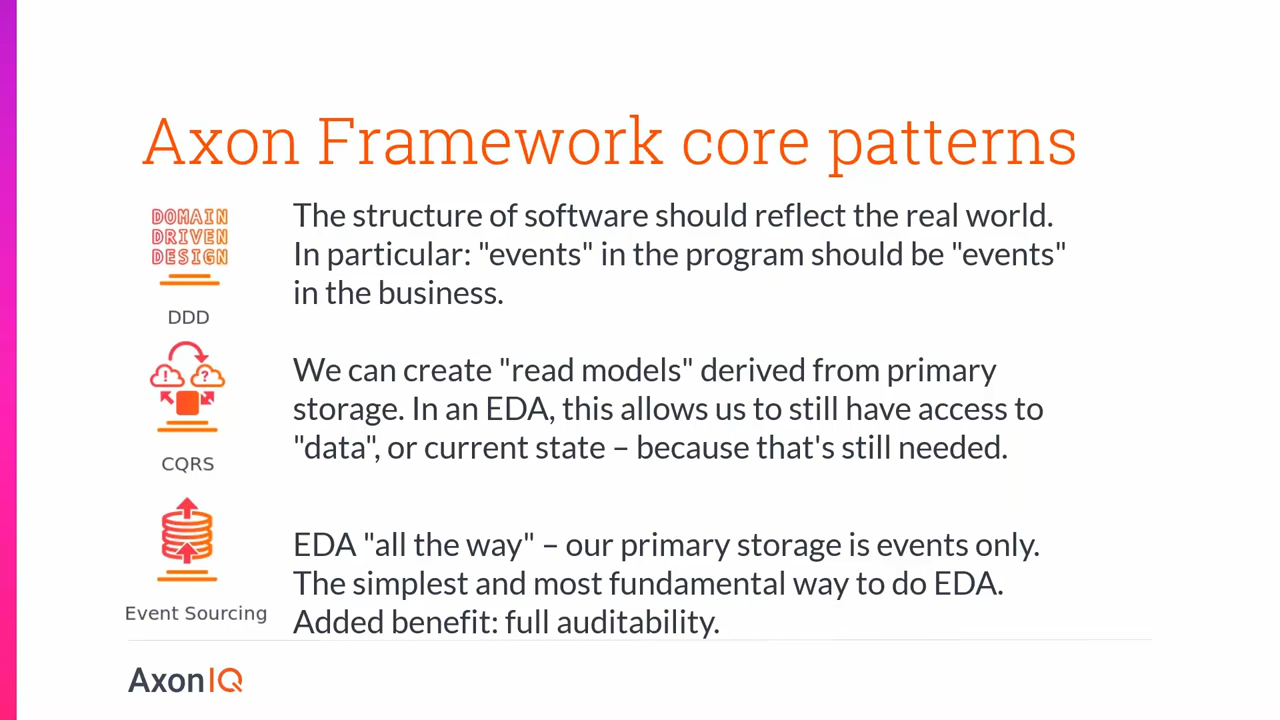 Axon Framework core patterns
DOMAIN
DRIVEN
DESIGN
DDD
The structure of software should reflect the real world.
In particular: "events" in the program should be "events"
in the business.
! ?
CQRS
We can create "read models" derived from primary
storage. In an EDA, this allows us to still have access to
"data", or current state – because that's still needed.
Event Sourcing
EDA "all the way" – our primary storage is events only.
The simplest and most fundamental way to do EDA.
Added benefit: full auditability.
AxonIQ